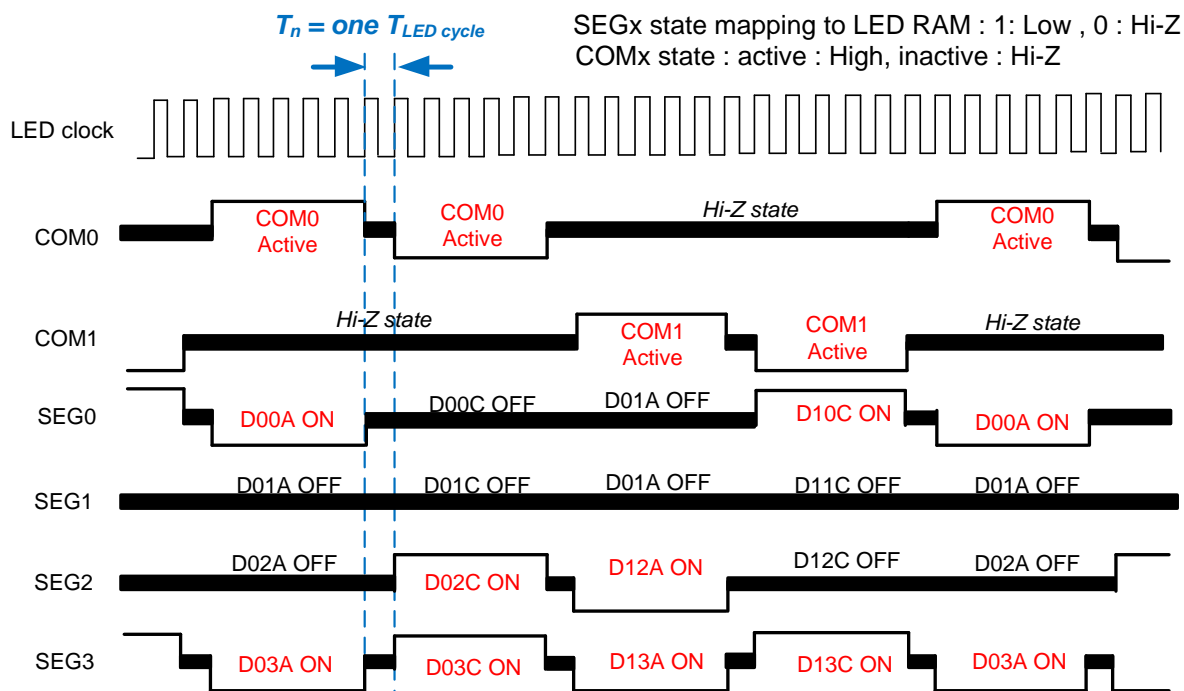 Tn = one TLED cycle
SEGx state mapping to LED RAM : 1: Low , 0 : Hi-Z
COMx state : active : High, inactive : Hi-Z
LED clock
COM0
COM0 Active
COM0 Active
Hi-Z state
COM0 Active
COM1
Hi-Z state
COM1 Active
COM1 Active
Hi-Z state
SEG0
D00A ON
D00C OFF
D01A OFF
D10C ON
D00A ON
SEG1
D01A OFF
D01C OFF
D01A OFF
D11C OFF
D01A OFF
SEG2
D02A OFF
D02C ON
D12A ON
D12C OFF
D02A OFF
SEG3
D03A ON
D03C ON
D13A ON
D13C ON
D03A ON